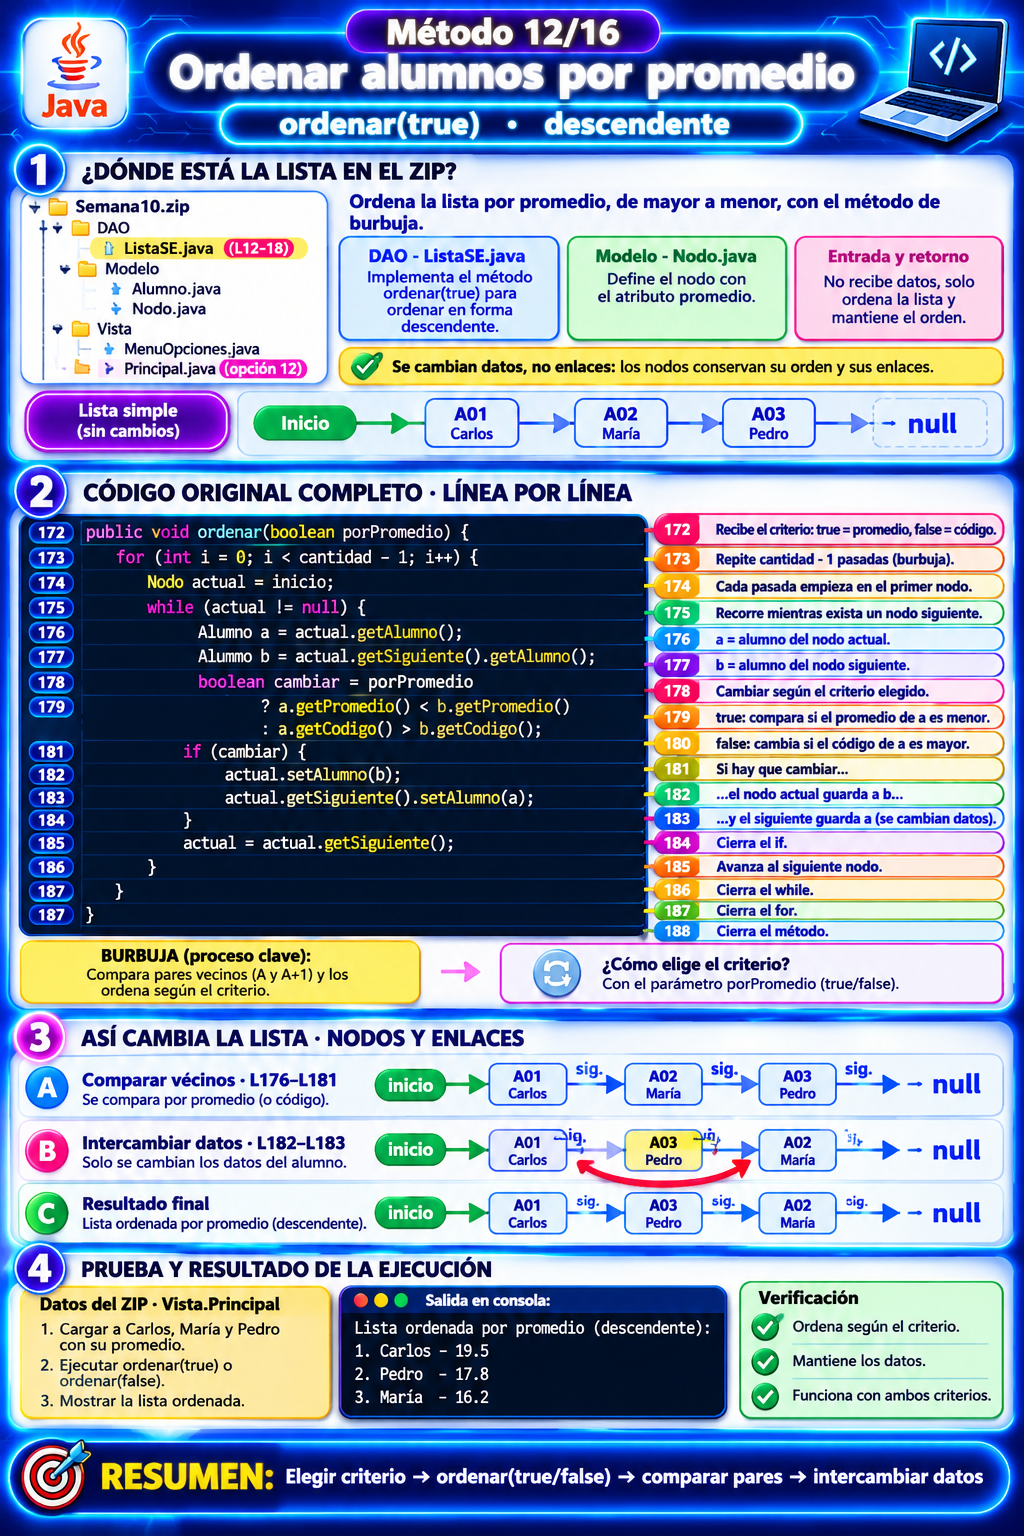 Java
Método 12/16
Ordenar alumnos por promedio
ordenar(true) · descendente
</>
1 ¿DÓNDE ESTÁ LA LISTA EN EL ZIP?
Semana10.zip
DAO
ListaSE.java (L12-18)
Modelo
Alumno.java
Nodo.java
Vista
MenuOpciones.java
Principal.java (opción 12)
Ordena la lista por promedio, de mayor a menor, con el método de
burbuja.
DAO - ListaSE.java
Implementa el método
ordenar(true) para
ordenar en forma
descendente.
Modelo - Nodo.java
Define el nodo con
el atributo promedio.
Entrada y retorno
No recibe datos, solo
ordena la lista y
mantiene el orden.
Se cambian datos, no enlaces: los nodos conservan su orden y sus enlaces.
Lista simple
(sin cambios)
Inicio
A01
Carlos
A02
María
A03
Pedro
null
2 CÓDIGO ORIGINAL COMPLETO · LÍNEA POR LÍNEA
172 public void ordenar(boolean porPromedio) {
173 for (int i = 0; i < cantidad - 1; i++) {
174 Nodo actual = inicio;
175 while (actual != null) {
176 Alumno a = actual.getAlumno();
177 Alummo b = actual.getSiguiente().getAlumno();
178 boolean cambiar = porPromedio
179 ? a.getPromedio() < b.getPromedio()
: a.getCodigo() > b.getCodigo();
181 if (cambiar) {
182 actual.setAlumno(b);
183 actual.getSiguiente().setAlumno(a);
184 }
185 actual = actual.getSiguiente();
186 }
187 }
187 }
172 Recibe el criterio: true = promedio, false = código.
173 Repite cantidad - 1 pasadas (burbuja).
174 Cada pasada empieza en el primer nodo.
175 Recorre mientras exista un nodo siguiente.
176 a = alumno del nodo actual.
177 b = alumno del nodo siguiente.
178 Cambiar según el criterio elegido.
179 true: compara si el promedio de a es menor.
180 false: cambia si el código de a es mayor.
181 Si hay que cambiar...
182 ...el nodo actual guarda a b...
183 ...y el siguiente guarda a (se cambian datos).
184 Cierra el if.
185 Avanza al siguiente nodo.
186 Cierra el while.
187 Cierra el for.
188 Cierra el método.
BURBUJA (proceso clave):
Compara pares vecinos (A y A+1) y los
ordena según el criterio.
¿Cómo elige el criterio?
Con el parámetro porPromedio (true/false).
3 ASÍ CAMBIA LA LISTA · NODOS Y ENLACES
A Comparar vécinos · L176-L181
Se compara por promedio (o código).
inicio
A01
Carlos
sig.
A02
María
sig.
A03
Pedro
sig.
null
B Intercambiar datos · L182-L183
Solo se cambian los datos del alumno.
inicio
A01
Carlos
A03
Pedro
A02
María
null
C Resultado final
Lista ordenada por promedio (descendente).
inicio
A01
Carlos
sig.
A03
Pedro
sig.
A02
María
sig.
null
4 PRUEBA Y RESULTADO DE LA EJECUCIÓN
Datos del ZIP · Vista.Principal
1. Cargar a Carlos, María y Pedro
con su promedio.
2. Ejecutar ordenar(true) o
ordenar(false).
3. Mostrar la lista ordenada.
Salida en consola:
Lista ordenada por promedio (descendente):
1. Carlos - 19.5
2. Pedro - 17.8
3. María - 16.2
Verificación
Ordena según el criterio.
Mantiene los datos.
Funciona con ambos criterios.
RESUMEN: Elegir criterio → ordenar(true/false) → comparar pares → intercambiar datos